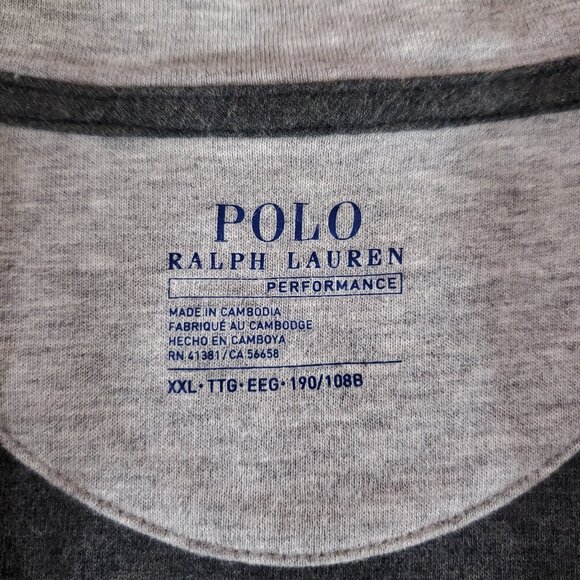 POLO
RALPH LAUREN
PERFORMANCE
MADE IN CAMBODIA
FABRIQUÉ AU CAMBODGE
HECHO EN CAMBOYA
RN 41381/CA 56658
XXL·TTG·EEG·190/108B